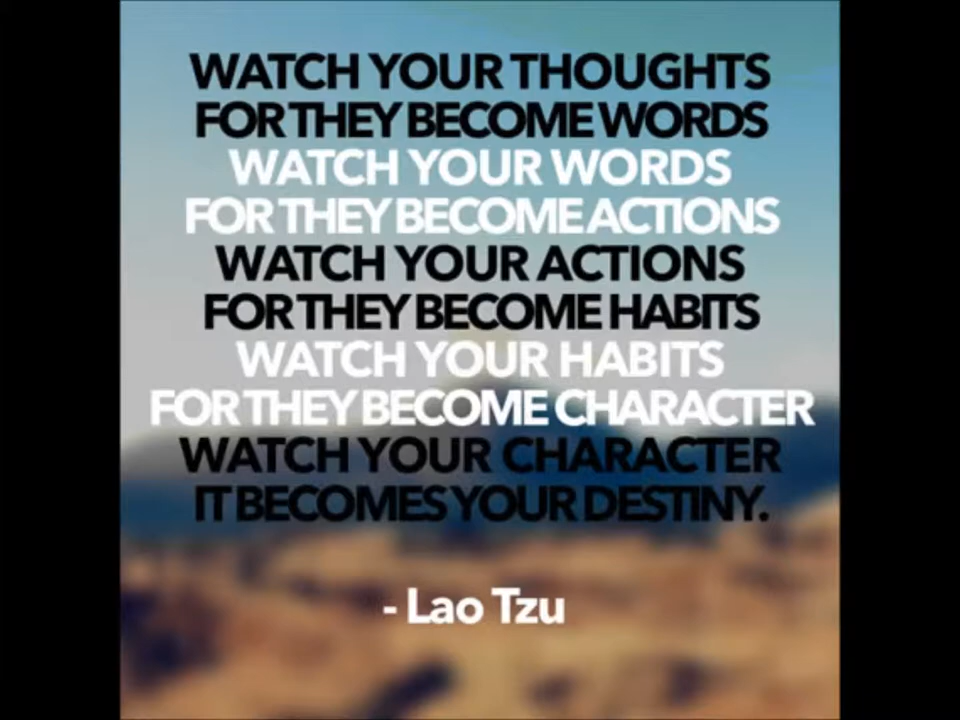 WATCH YOUR THOUGHTS
FOR THEY BECOME WORDS
WATCH YOUR WORDS
FOR THEY BECOME ACTIONS
WATCH YOUR ACTIONS
FOR THEY BECOME HABITS
WATCH YOUR HABITS
FOR THEY BECOME CHARACTER
WATCH YOUR CHARACTER
IT BECOMES YOUR DESTINY.
- Lao Tzu